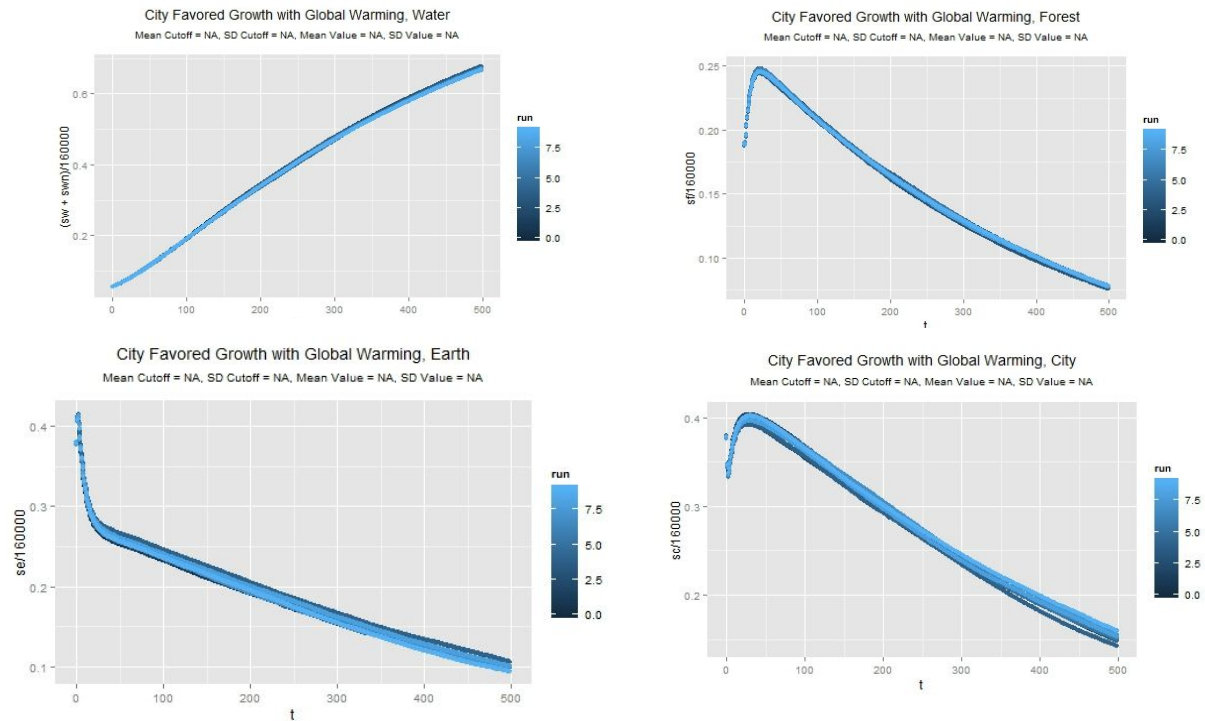 City Favored Growth with Global Warming, Water
Mean Cutoff = NA, SD Cutoff = NA, Mean Value = NA, SD Value = NA
(sw + swn)/160000
0.6
0.4
0.2
0
100
200
300
400
500
run
7.5
5.0
2.5
0.0
City Favored Growth with Global Warming, Forest
Mean Cutoff = NA, SD Cutoff = NA, Mean Value = NA, SD Value = NA
sf/160000
0.25
0.20
0.15
0.10
0
100
200
300
400
500
t
run
7.5
5.0
2.5
0.0
City Favored Growth with Global Warming, Earth
Mean Cutoff = NA, SD Cutoff = NA, Mean Value = NA, SD Value = NA
se/160000
0.4
0.3
0.2
0.1
0
100
200
300
400
500
t
run
7.5
5.0
2.5
0.0
City Favored Growth with Global Warming, City
Mean Cutoff = NA, SD Cutoff = NA, Mean Value = NA, SD Value = NA
sc/160000
0.4
0.3
0.2
0
100
200
300
400
500
t
run
7.5
5.0
2.5
0.0